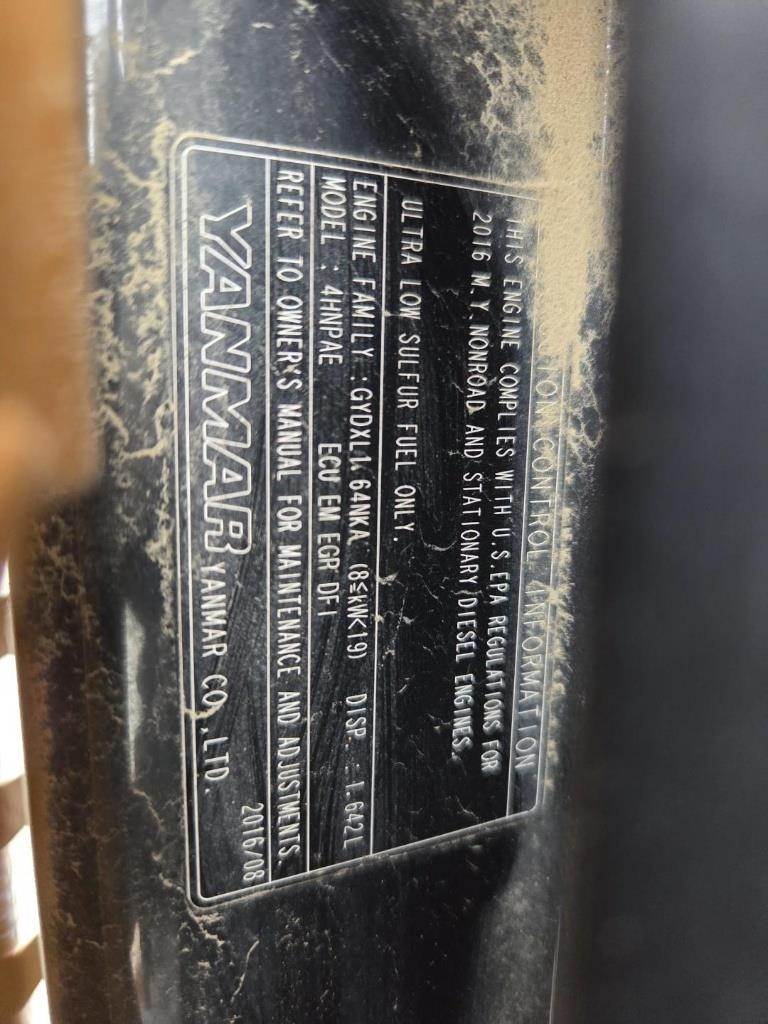 CONTROL INFORMATION
THIS ENGINE COMPLIES WITH U.S.EPA REGULATIONS FOR
2016 M.Y. NONROAD AND STATIONARY DIESEL ENGINES.
ULTRA LOW SULFUR FUEL ONLY.
ENGINE FAMILY : GYDXL1.64NKA (8≤kW<19) DISP. : 1.642L
MODEL : 4HNPAE ECU EM EGR DFI
REFER TO OWNER'S MANUAL FOR MAINTENANCE AND ADJUSTMENTS.
YANMAR YANMAR CO.,LTD. 2016/08